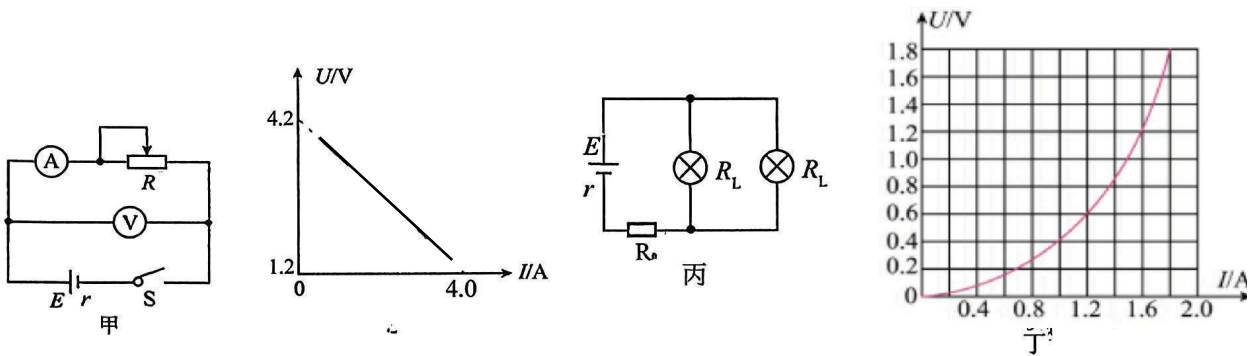 A
R
V
E r S
甲
U/V
4.2
1.2
0 4.0 I/A
E
r
R_L R_L
R₀
丙
U/V
1.8
1.6
1.4
1.2
1.0
0.8
0.6
0.4
0.2
0
0.4 0.8 1.2 1.6 2.0
I/A
丁